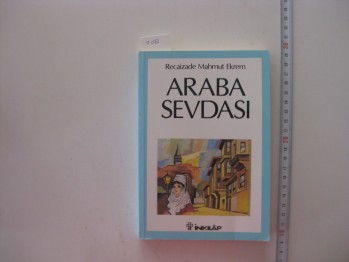 Recaizade Mahmut Ekrem
ARABA
SEVDASI
İNKILÂP